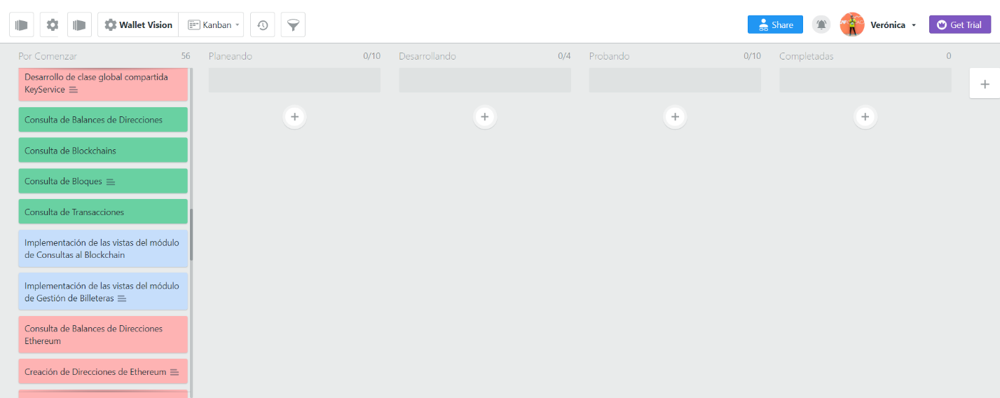 Wallet Vision
Kanban
Share
Verónica
Get Trial
Por Comenzar 56
Planeando 0/10
Desarrollando 0/4
Probando 0/10
Completadas 0
Desarrollo de clase global compartida
KeyService
Consulta de Balances de Direcciones
Consulta de Blockchains
Consulta de Bloques
Consulta de Transacciones
Implementación de las vistas del módulo
de Consultas al Blockchain
Implementación de las vistas del módulo
de Gestión de Billeteras
Consulta de Balances de Direcciones
Ethereum
Creación de Direcciones de Ethereum